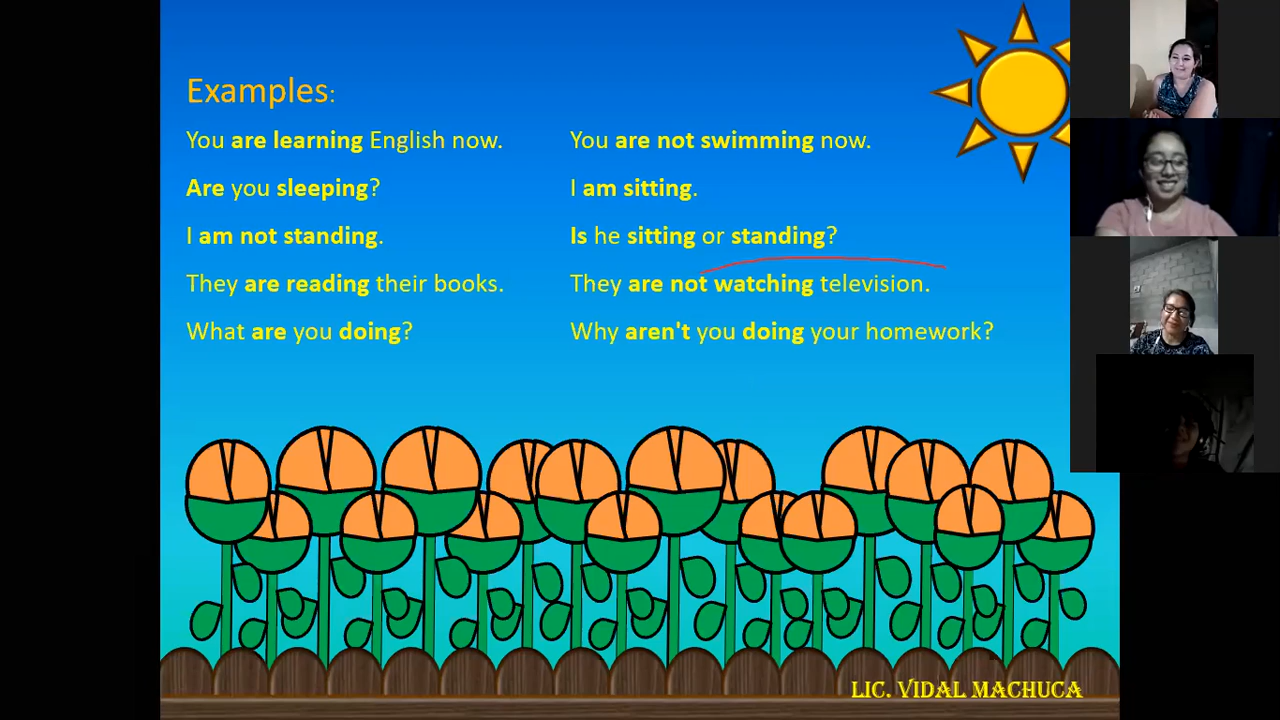 Examples:
You are learning English now.
Are you sleeping?
I am not standing.
They are reading their books.
What are you doing?
You are not swimming now.
I am sitting.
Is he sitting or standing?
They are not watching television.
Why aren't you doing your homework?
LIC. VIDAL MACHUCA